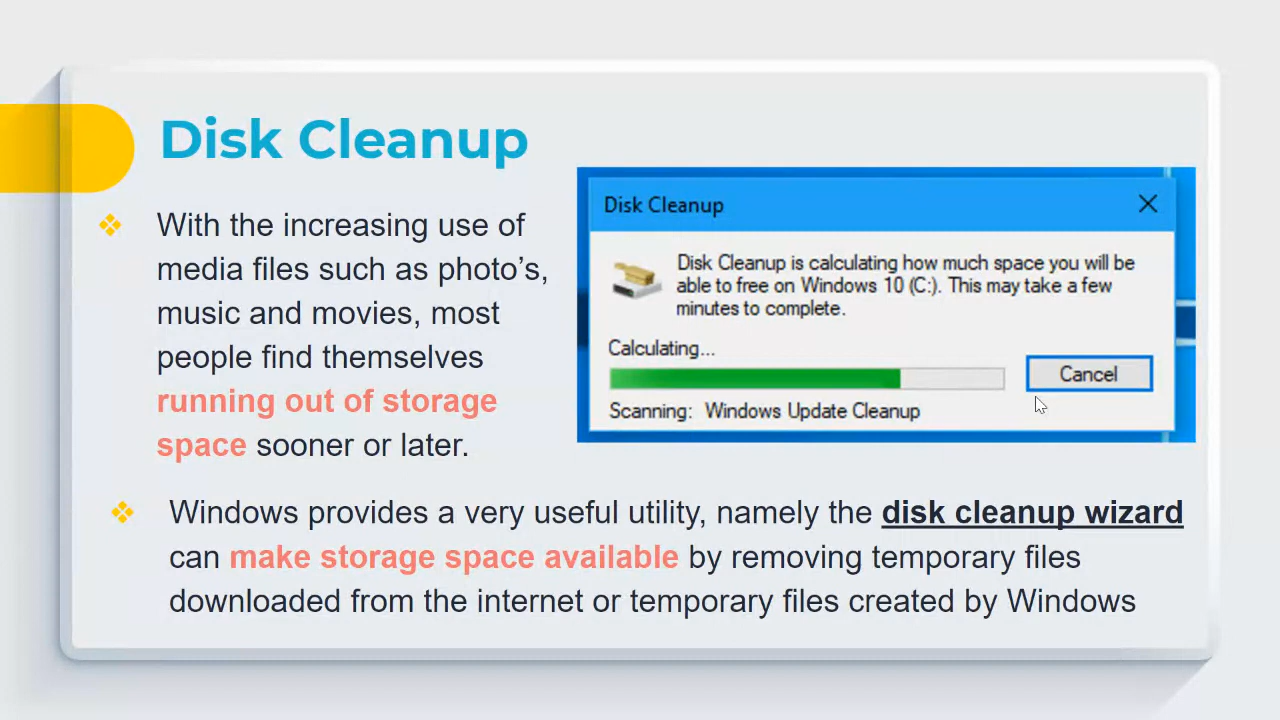 Disk Cleanup
With the increasing use of
media files such as photo’s,
music and movies, most
people find themselves
running out of storage
space sooner or later.
Disk Cleanup
Disk Cleanup is calculating how much space you will be
able to free on Windows 10 (C:). This may take a few
minutes to complete.
Calculating...
Cancel
Scanning: Windows Update Cleanup
Windows provides a very useful utility, namely the disk cleanup wizard
can make storage space available by removing temporary files
downloaded from the internet or temporary files created by Windows